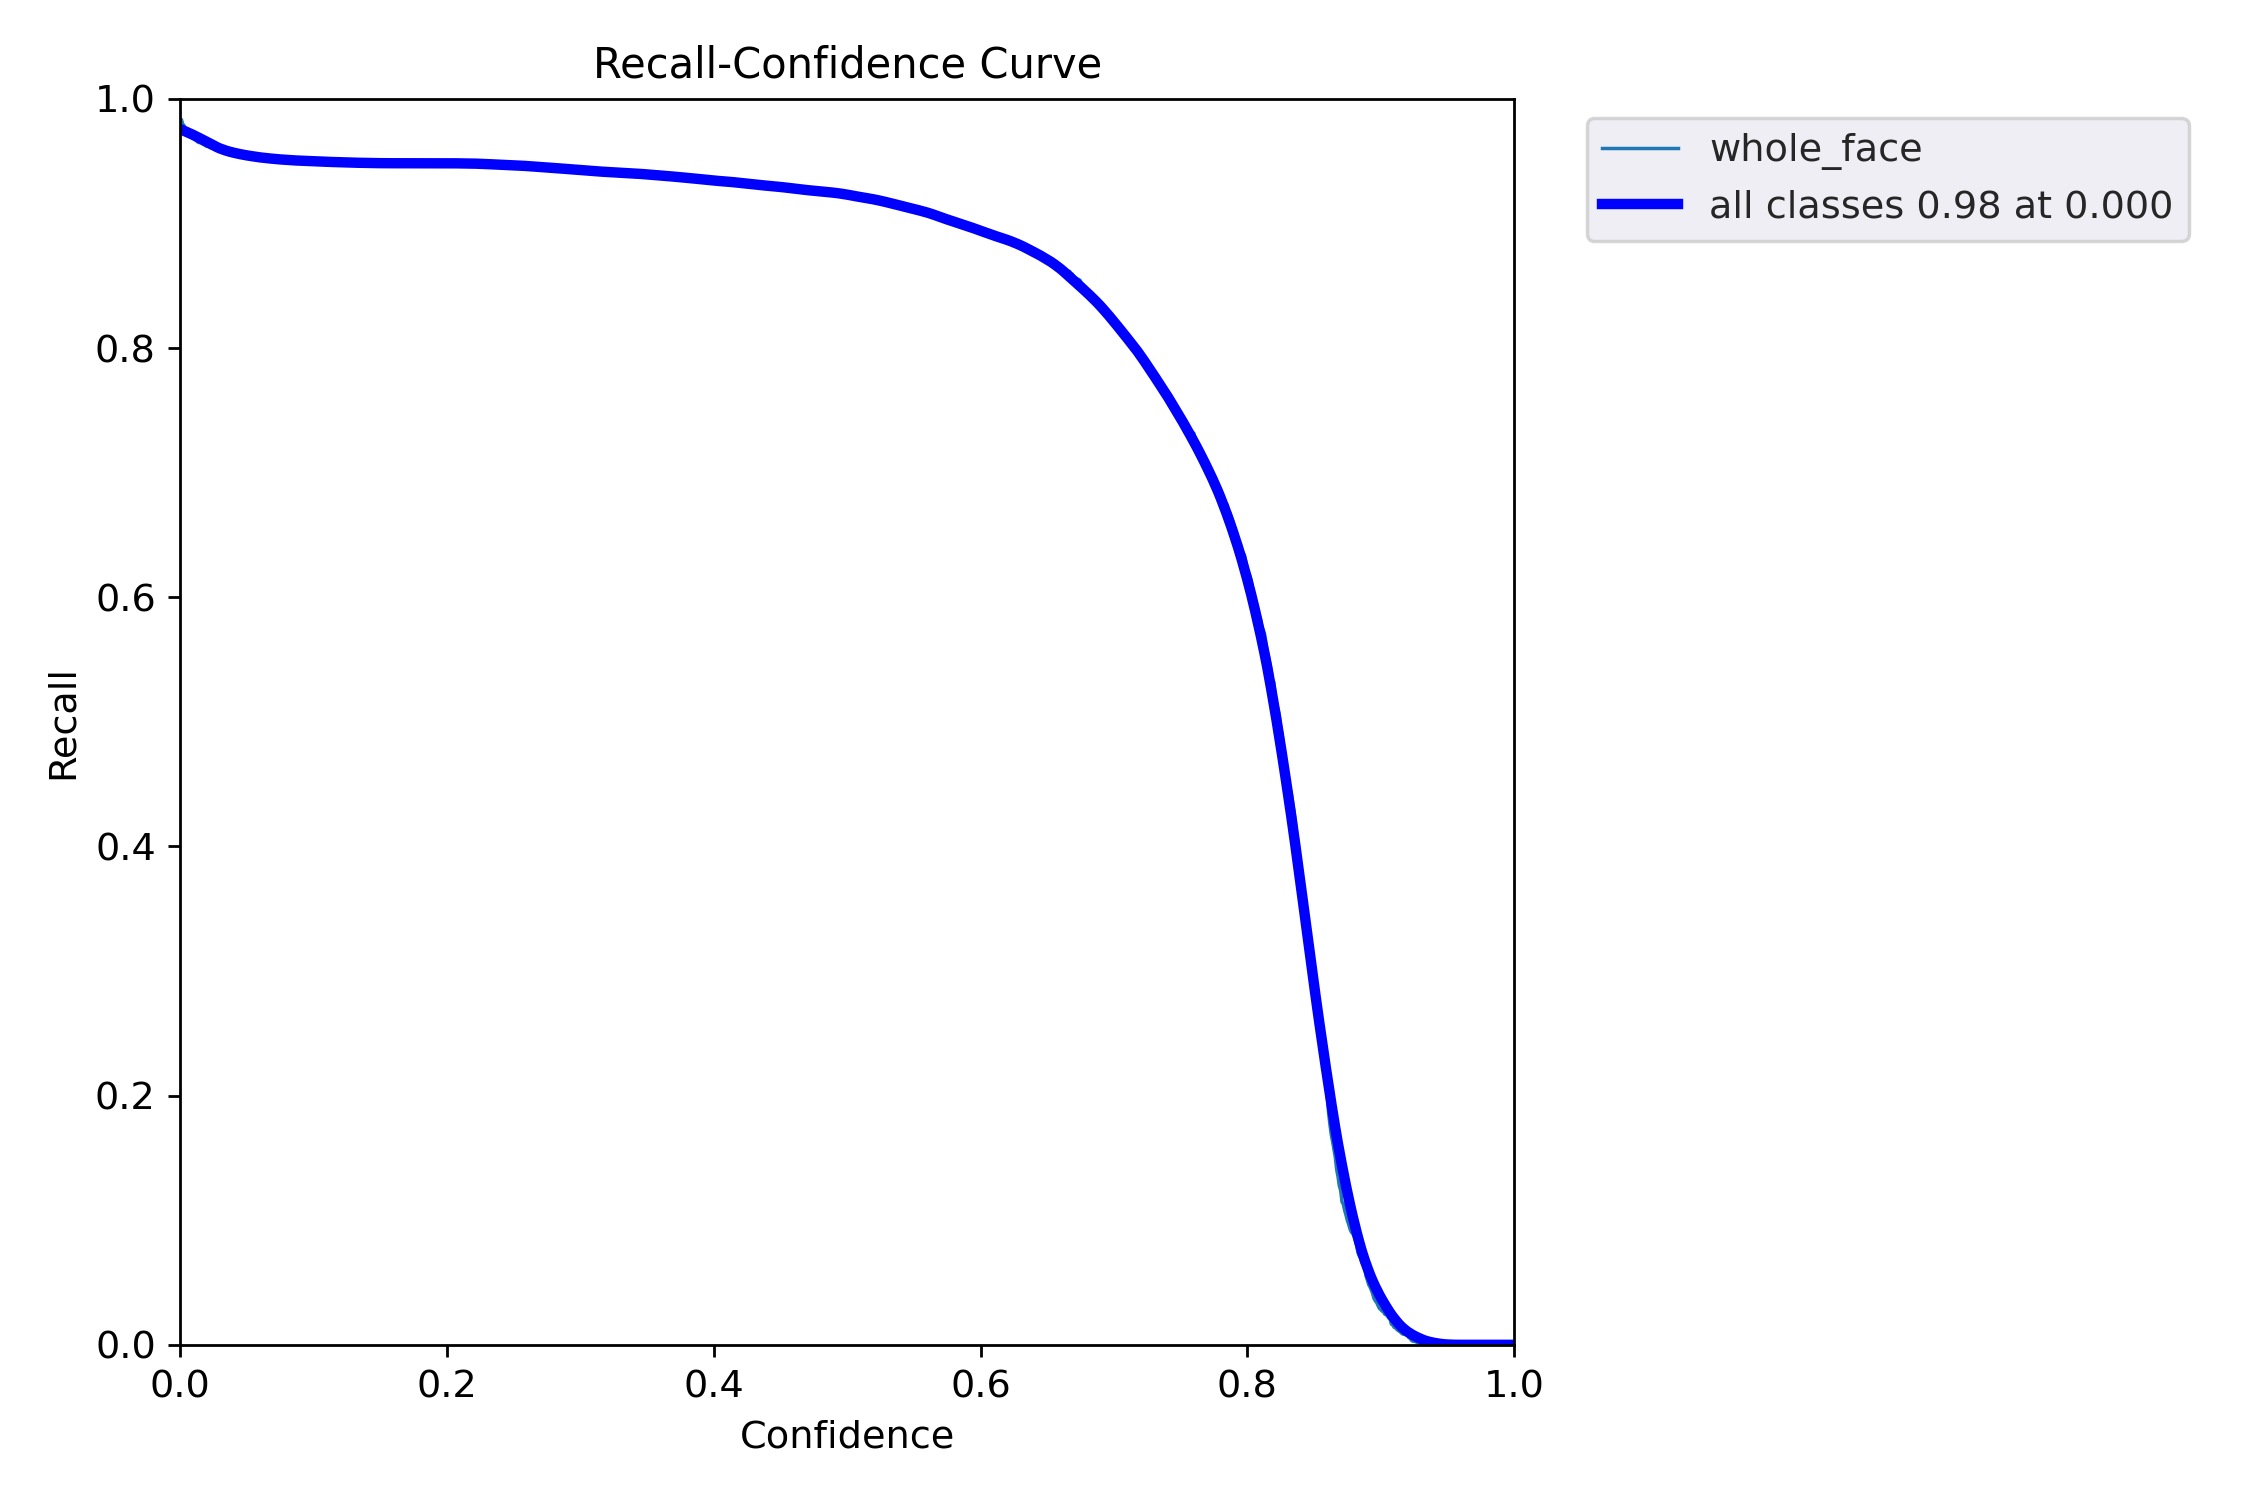 Recall-Confidence Curve
1.0
0.8
0.6
0.4
0.2
0.0
Recall
0.0 0.2 0.4 0.6 0.8 1.0
Confidence
whole_face
all classes 0.98 at 0.000